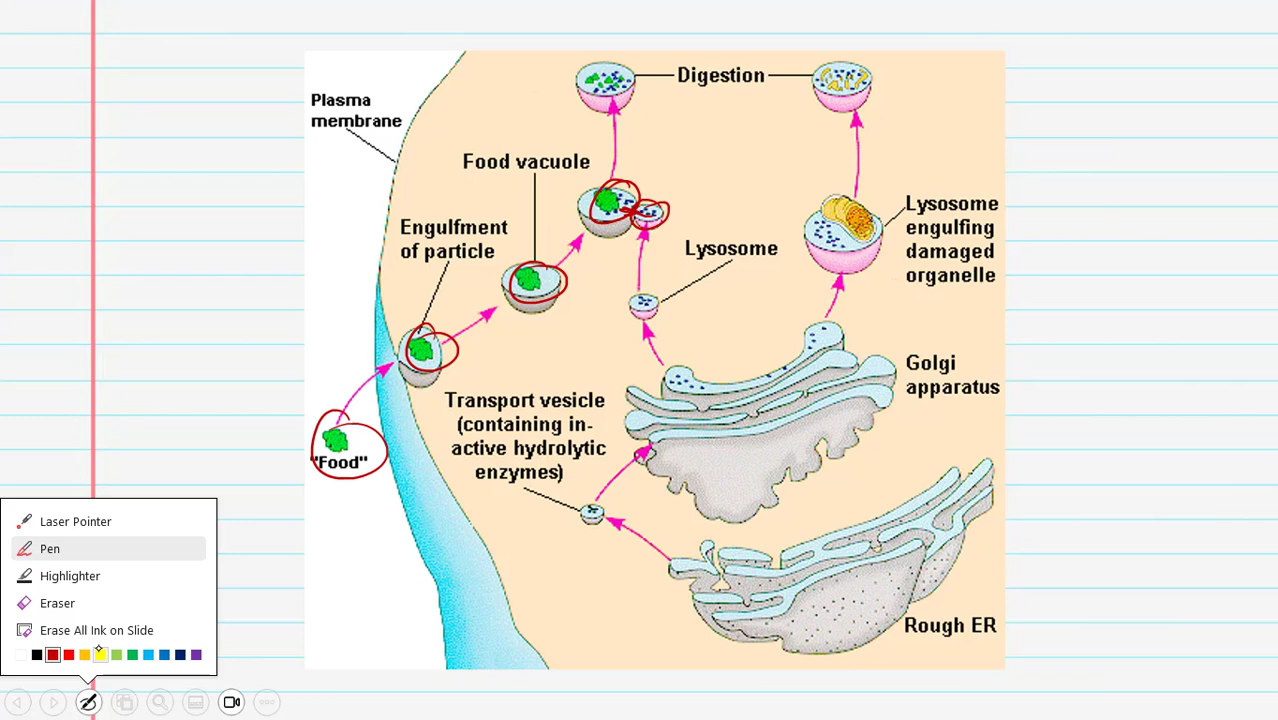 Digestion
Plasma
membrane
Food vacuole
Engulfment
of particle
Lysosome
Lysosome
engulfing
damaged
organelle
Golgi
apparatus
Transport vesicle
(containing in-
active hydrolytic
enzymes)
"Food"
Rough ER
Laser Pointer
Pen
Highlighter
Eraser
Erase All Ink on Slide